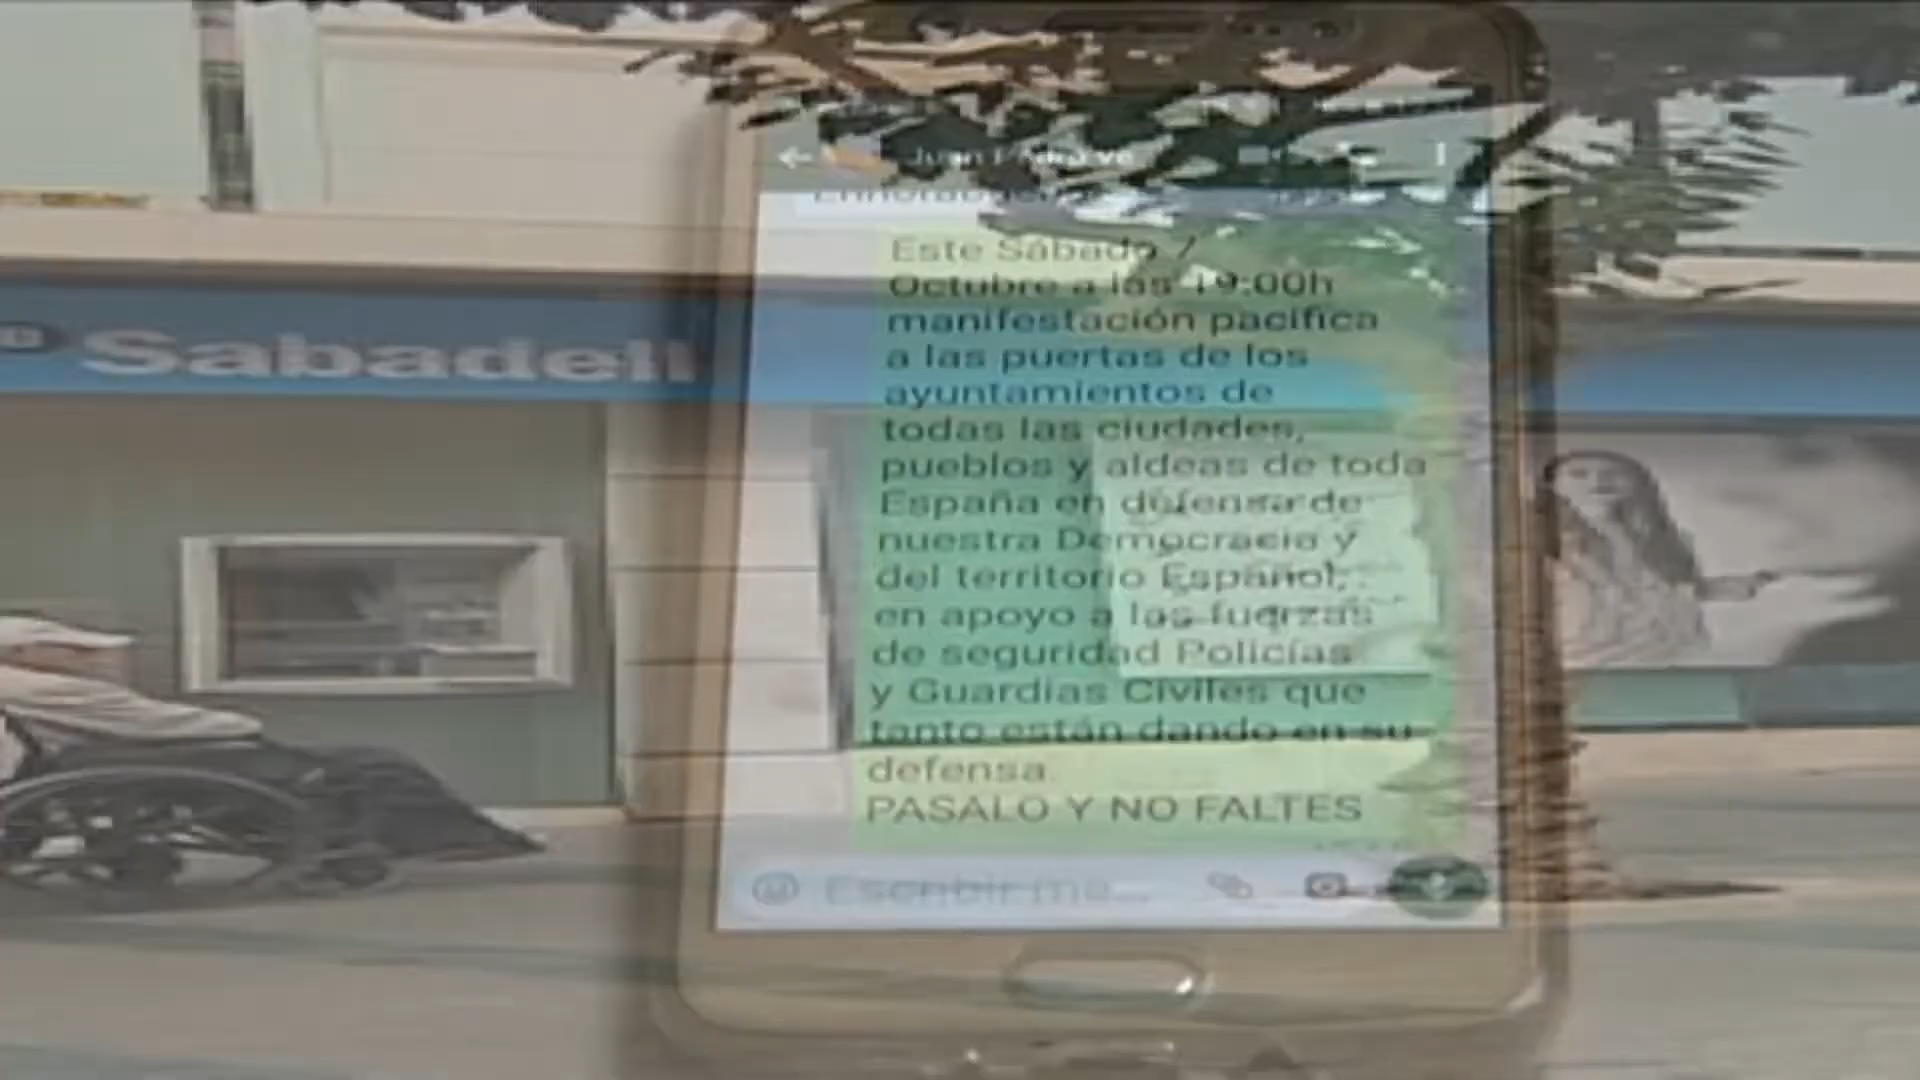 Sabadell
Este Sábado 7
Octubre a las 19:00h
manifestación pacifica
a las puertas de los
ayuntamientos de
todas las ciudades,
pueblos y aldeas de toda
España en defensa de
nuestra Democracia y
del territorio Español,
en apoyo a las fuerzas
de seguridad Policías
y Guardias Civiles que
tanto están dando en su
defensa.
PASALO Y NO FALTES
Escribir me...